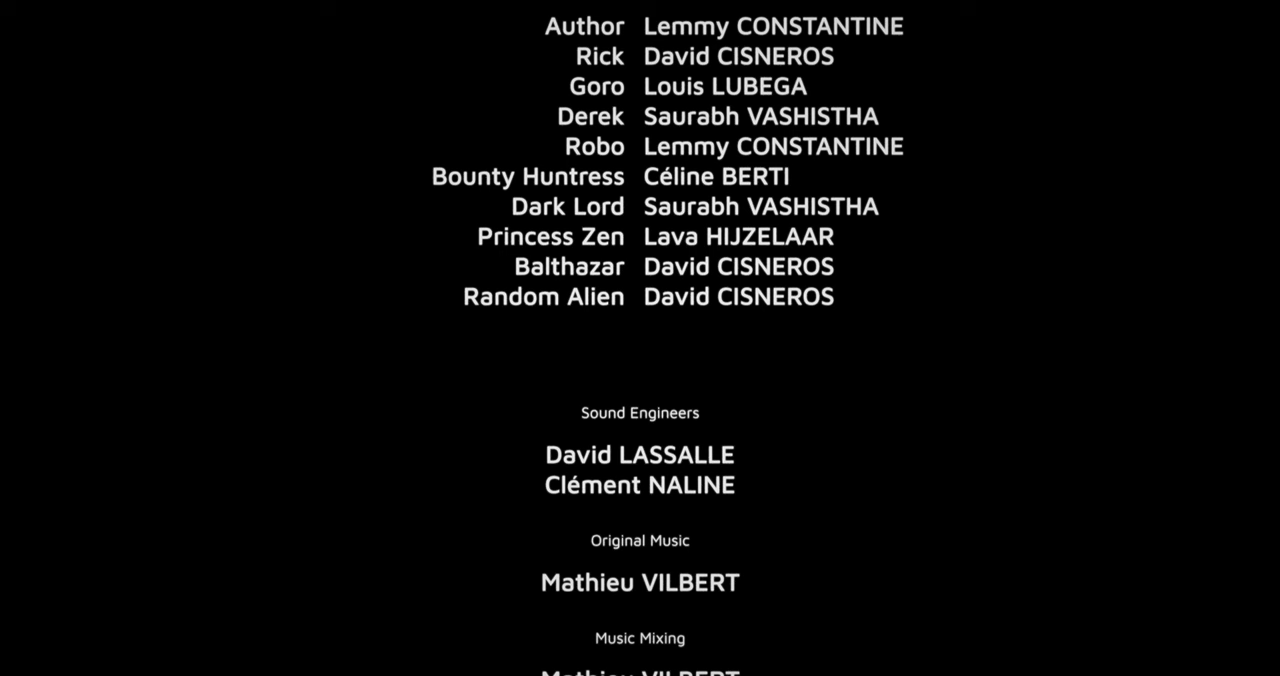 Author Lemmy CONSTANTINE
Rick David CISNEROS
Goro Louis LUBEGA
Derek Saurabh VASHISTHA
Robo Lemmy CONSTANTINE
Bounty Huntress Céline BERTI
Dark Lord Saurabh VASHISTHA
Princess Zen Lava HIJZELAAR
Balthazar David CISNEROS
Random Alien David CISNEROS
Sound Engineers
David LASSALLE
Clément NALINE
Original Music
Mathieu VILBERT
Music Mixing
Mathieu VILBERT